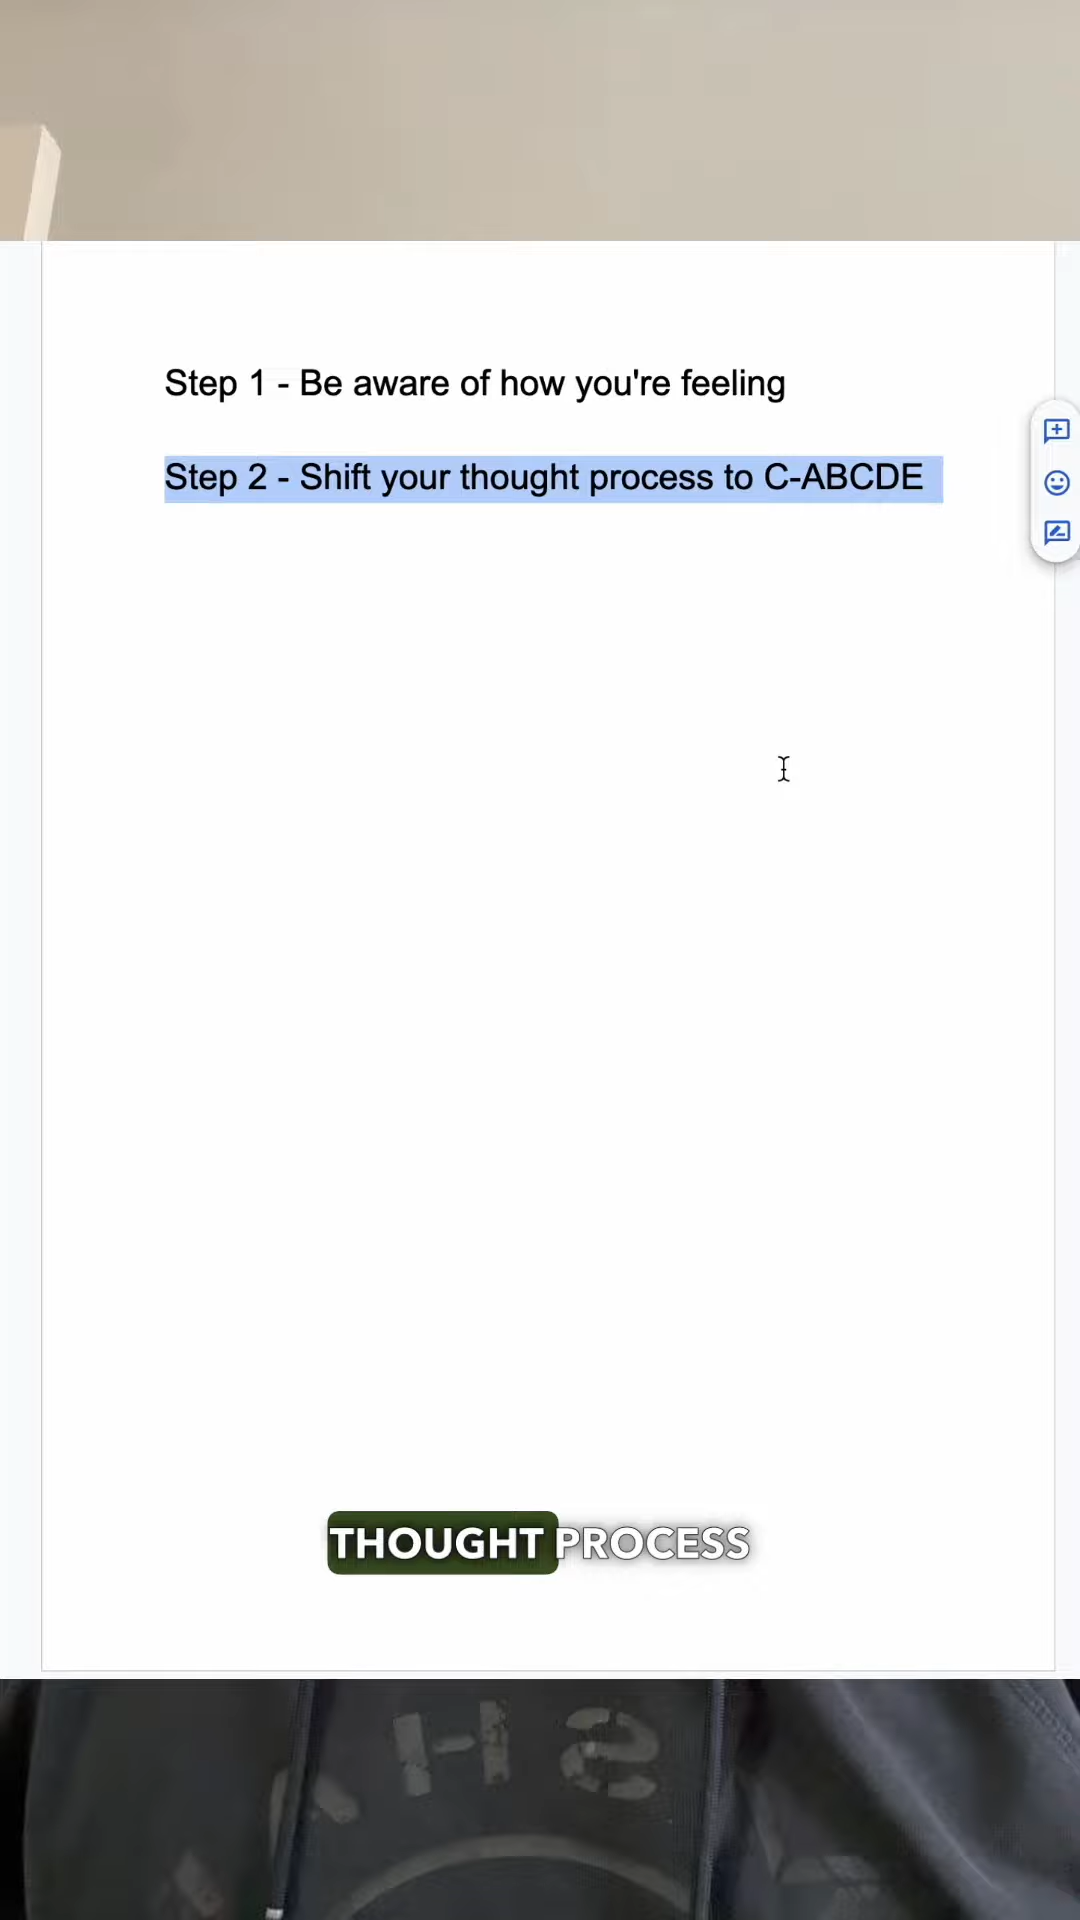 Step 1 - Be aware of how you're feeling
Step 2 - Shift your thought process to C-ABCDE
THOUGHT PROCESS